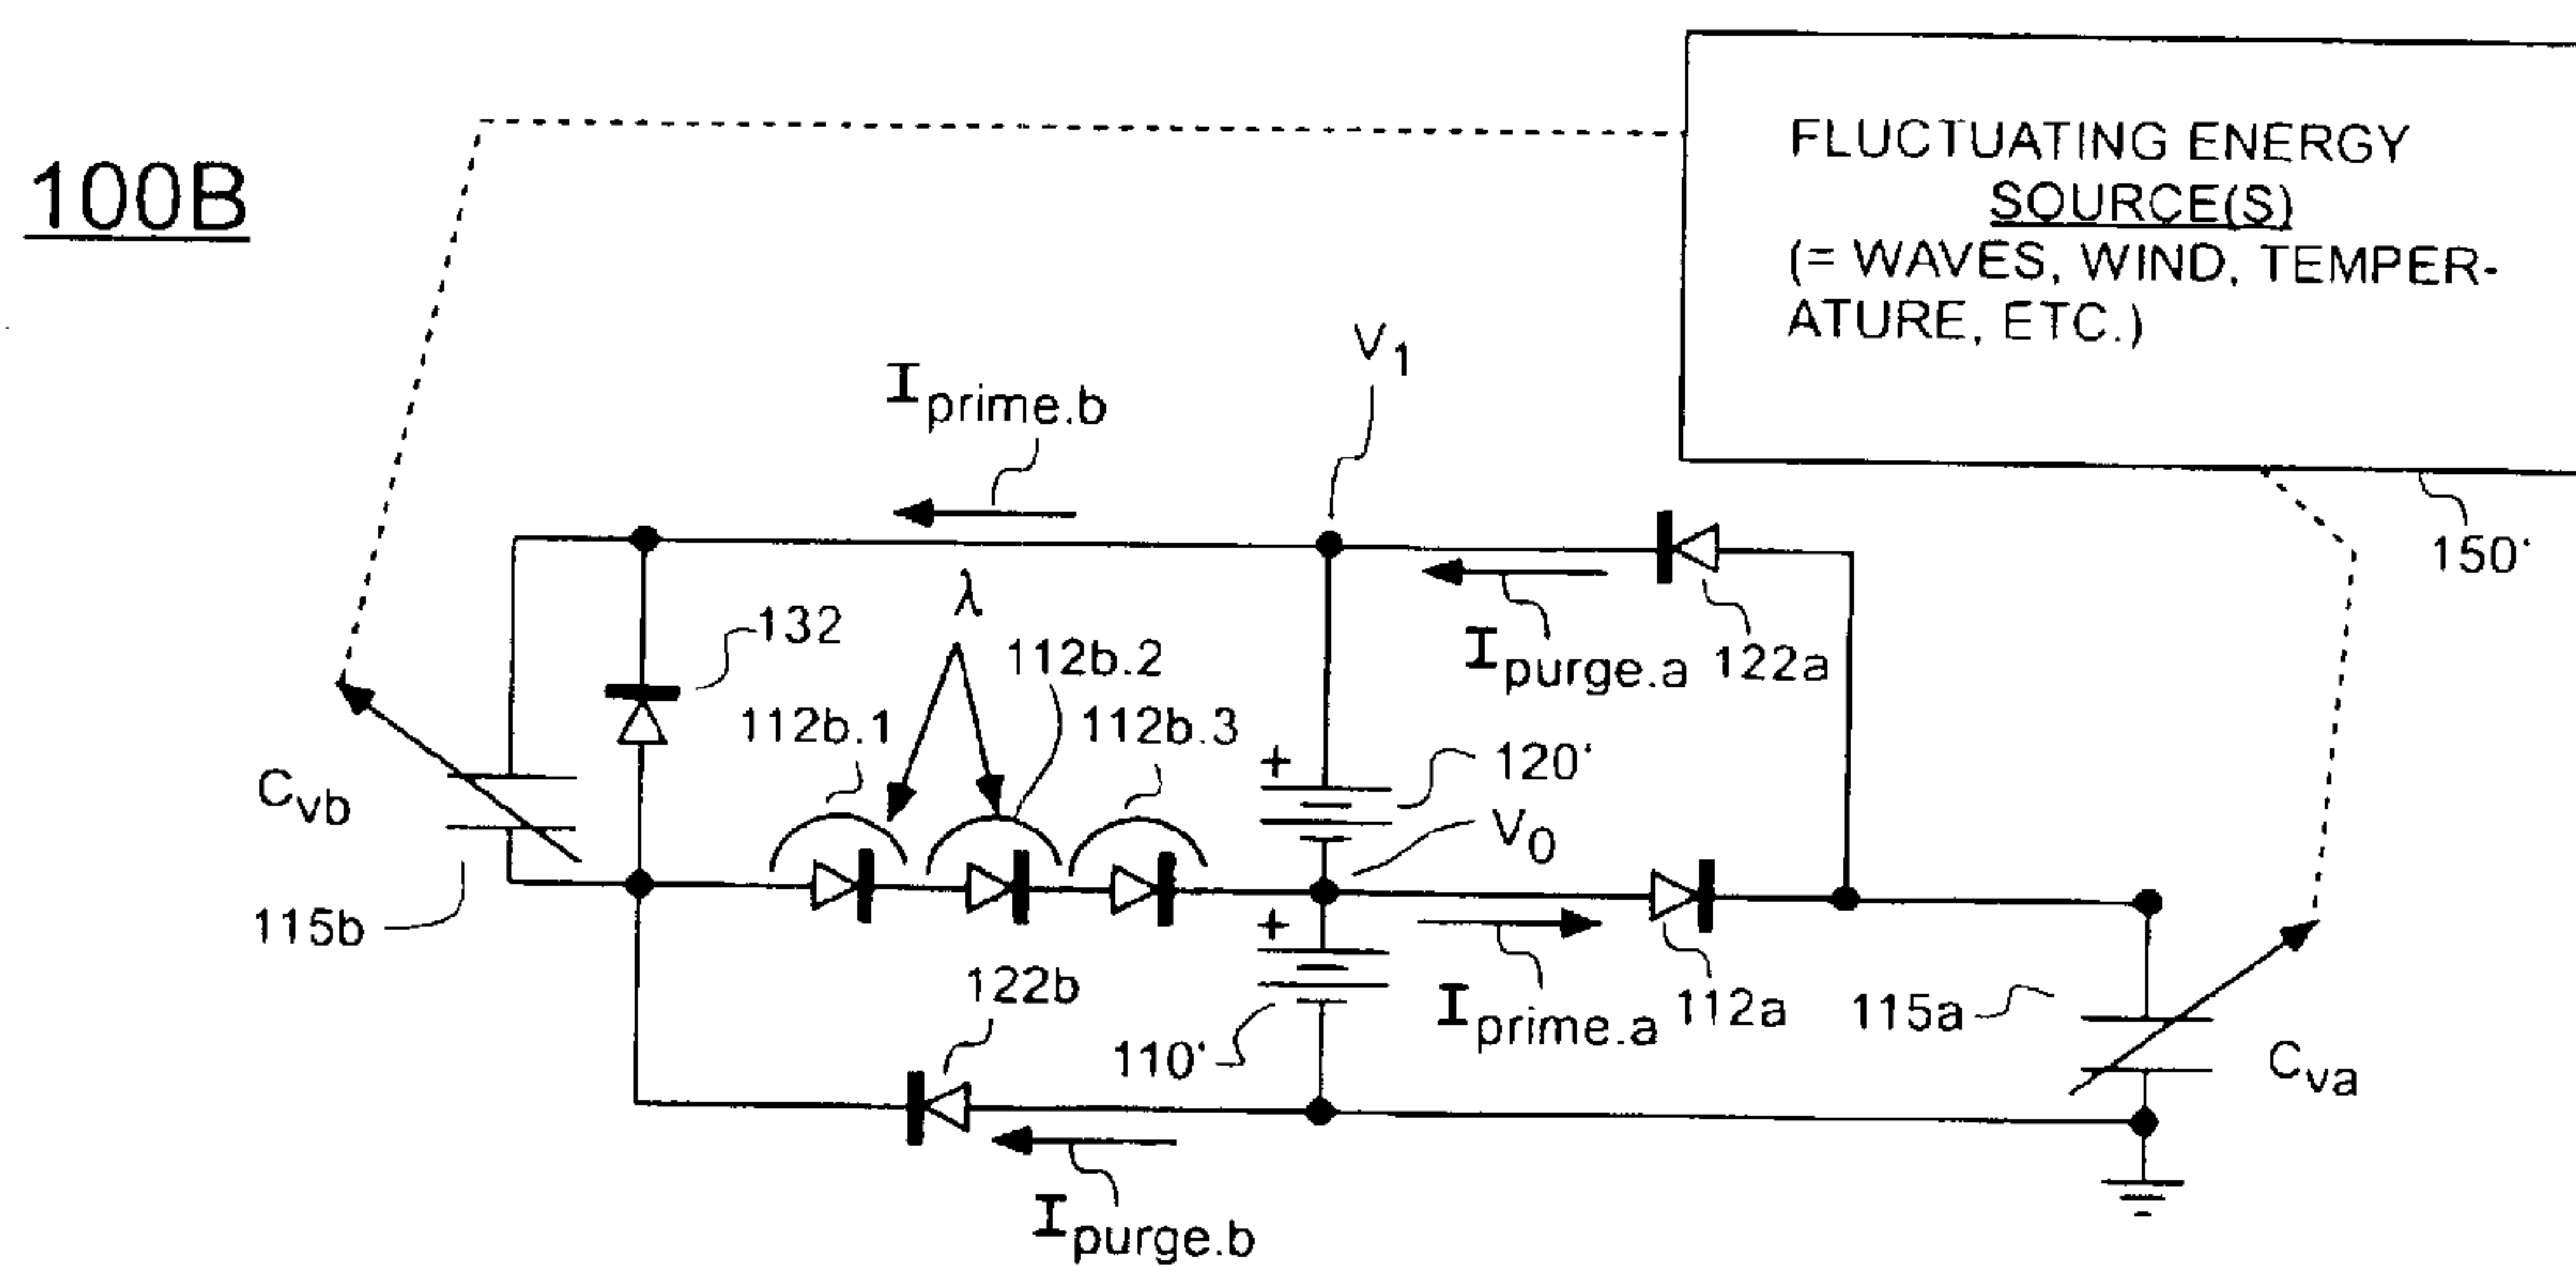 100B
FLUCTUATING ENERGY
SOURCE(S)
(= WAVES, WIND, TEMPER-
ATURE, ETC.)
150'
V1
Iprime.b
λ
132
112b.1
112b.2
112b.3
Ipurge.a
122a
+
120'
V0
Cvb
115b
+
110'
Iprime.a
112a
115a
Cva
122b
Ipurge.b